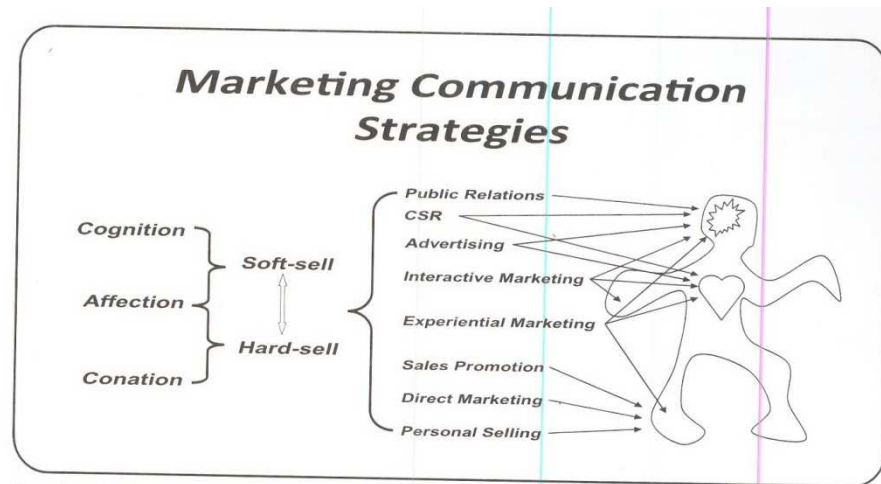 Marketing Communication
Strategies
Cognition
Affection
Conation
Soft-sell
Hard-sell
Public Relations
CSR
Advertising
Interactive Marketing
Experiential Marketing
Sales Promotion
Direct Marketing
Personal Selling